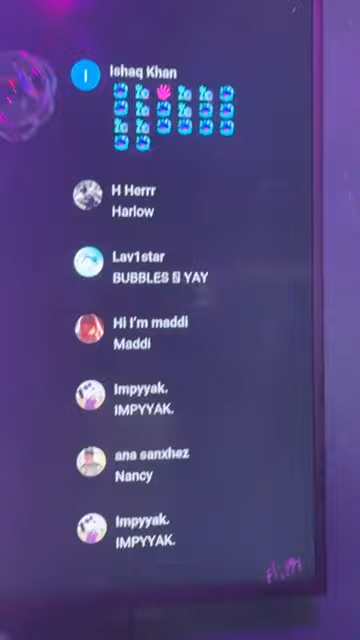 I
Ishaq Khan
H Herrr
Harlow
Lav1star
BUBBLES YAY
Hi I'm maddi
Maddi
Impyyak.
IMPYYAK.
ana sanxhez
Nancy
Impyyak.
IMPYYAK.